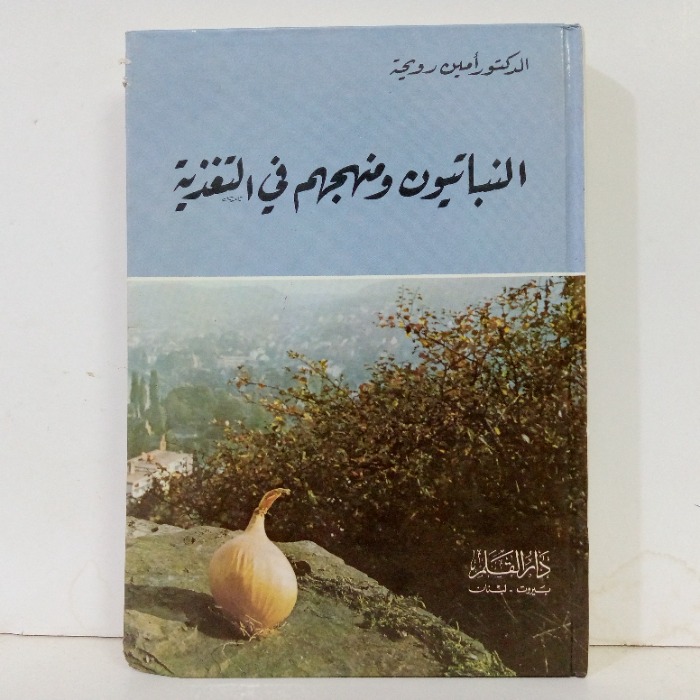 الدكتور أمين رويحة
النباتيون ومنهجهم في التغذية
دار القلم
بيروت - لبنان